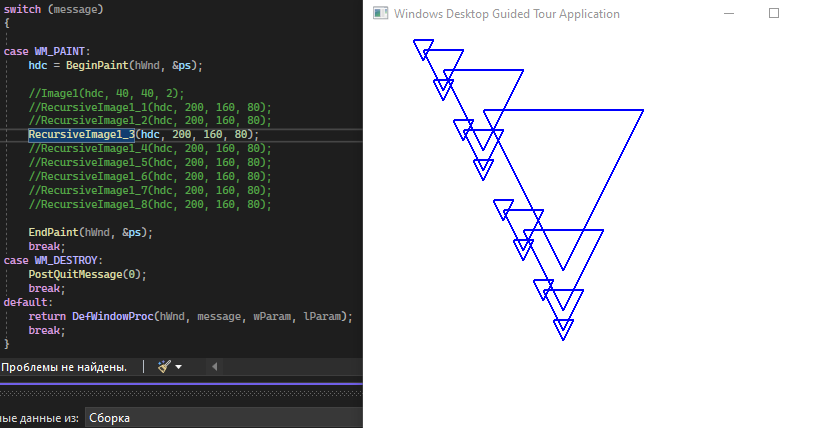 switch (message)
{
case WM_PAINT:
hdc = BeginPaint(hWnd, &ps);
//Image1(hdc, 40, 40, 2);
//RecursiveImage1_1(hdc, 200, 160, 80);
//RecursiveImage1_2(hdc, 200, 160, 80);
RecursiveImage1_3(hdc, 200, 160, 80);
//RecursiveImage1_4(hdc, 200, 160, 80);
//RecursiveImage1_5(hdc, 200, 160, 80);
//RecursiveImage1_6(hdc, 200, 160, 80);
//RecursiveImage1_7(hdc, 200, 160, 80);
//RecursiveImage1_8(hdc, 200, 160, 80);
EndPaint(hWnd, &ps);
break;
case WM_DESTROY:
PostQuitMessage(0);
break;
default:
return DefWindowProc(hWnd, message, wParam, lParam);
break;
}
Проблемы не найдены.
ные данные из: Сборка
Windows Desktop Guided Tour Application